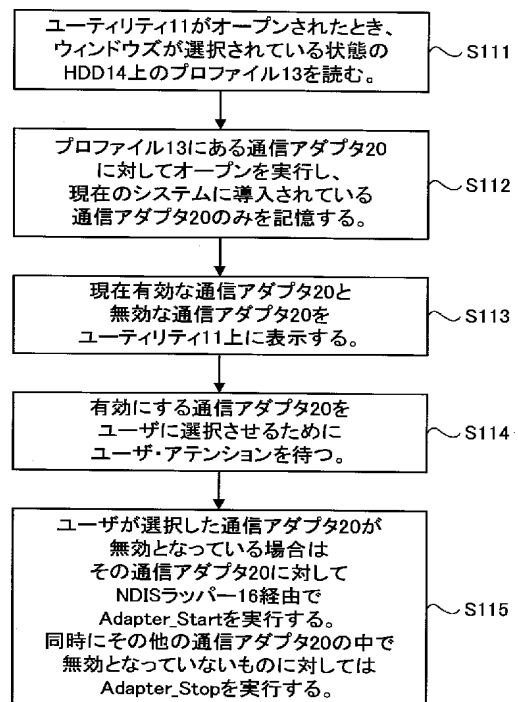 ユーティリティ11がオープンされたとき、
ウィンドウズが選択されている状態の
HDD14上のプロファイル13を読む。
S111
プロファイル13にある通信アダプタ20
に対してオープンを実行し、
現在のシステムに導入されている
通信アダプタ20のみを記憶する。
S112
現在有効な通信アダプタ20と
無効な通信アダプタ20を
ユーティリティ11上に表示する。
S113
有効にする通信アダプタ20を
ユーザに選択させるために
ユーザ・アテンションを待つ。
S114
ユーザが選択した通信アダプタ20が
無効となっている場合は
その通信アダプタ20に対して
NDISラッパー16経由で
Adapter_Startを実行する。
同時にその他の通信アダプタ20の中で
無効となっていないものに対しては
Adapter_Stopを実行する。
S115